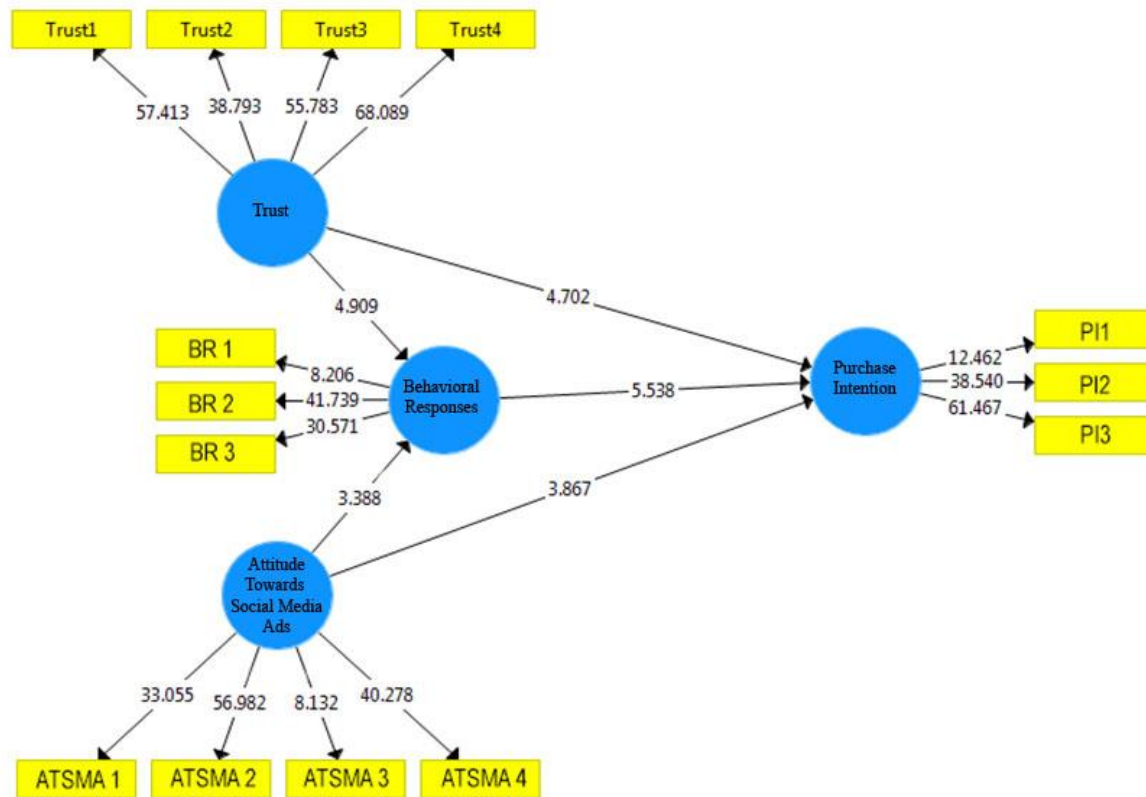 Trust1 Trust2 Trust3 Trust4
57.413 38.793 55.783 68.089
Trust
4.909 4.702
BR 1
BR 2
BR 3
8.206
41.739
30.571
Behavioral
Responses
5.538
Purchase
Intention
12.462
38.540
61.467
PI1
PI2
PI3
3.388 3.867
Attitude
Towards
Social Media
Ads
33.055 56.982 8.132 40.278
ATSMA 1 ATSMA 2 ATSMA 3 ATSMA 4